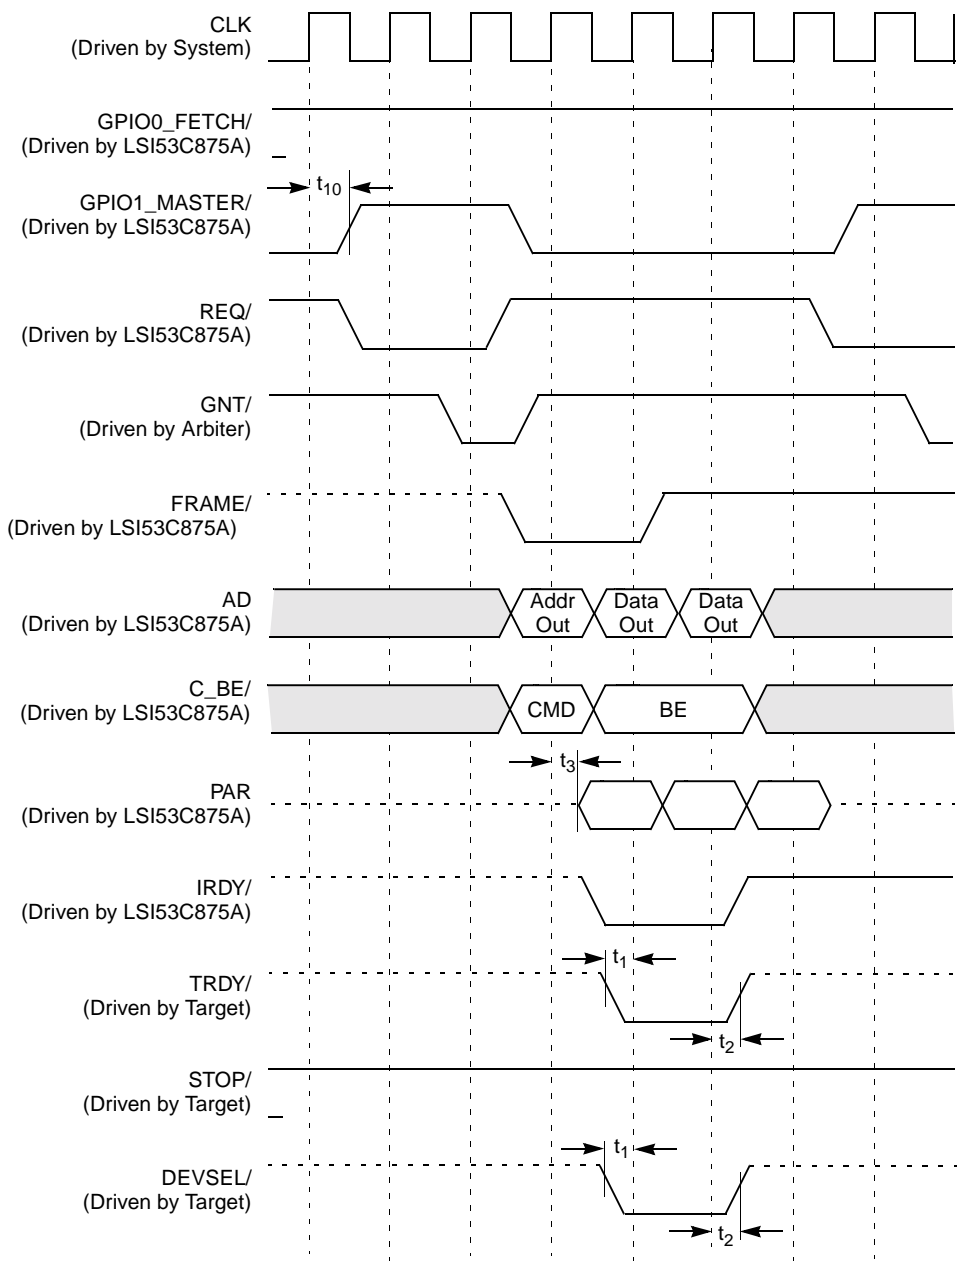 CLK
(Driven by System)
GPIO0_FETCH/
(Driven by LSI53C875A)
t10
GPIO1_MASTER/
(Driven by LSI53C875A)
REQ/
(Driven by LSI53C875A)
GNT/
(Driven by Arbiter)
FRAME/
(Driven by LSI53C875A)
AD
(Driven by LSI53C875A)
Addr
Out
Data
Out
Data
Out
C_BE/
(Driven by LSI53C875A)
CMD
BE
t3
PAR
(Driven by LSI53C875A)
IRDY/
(Driven by LSI53C875A)
t1
TRDY/
(Driven by Target)
t2
STOP/
(Driven by Target)
t1
DEVSEL/
(Driven by Target)
t2